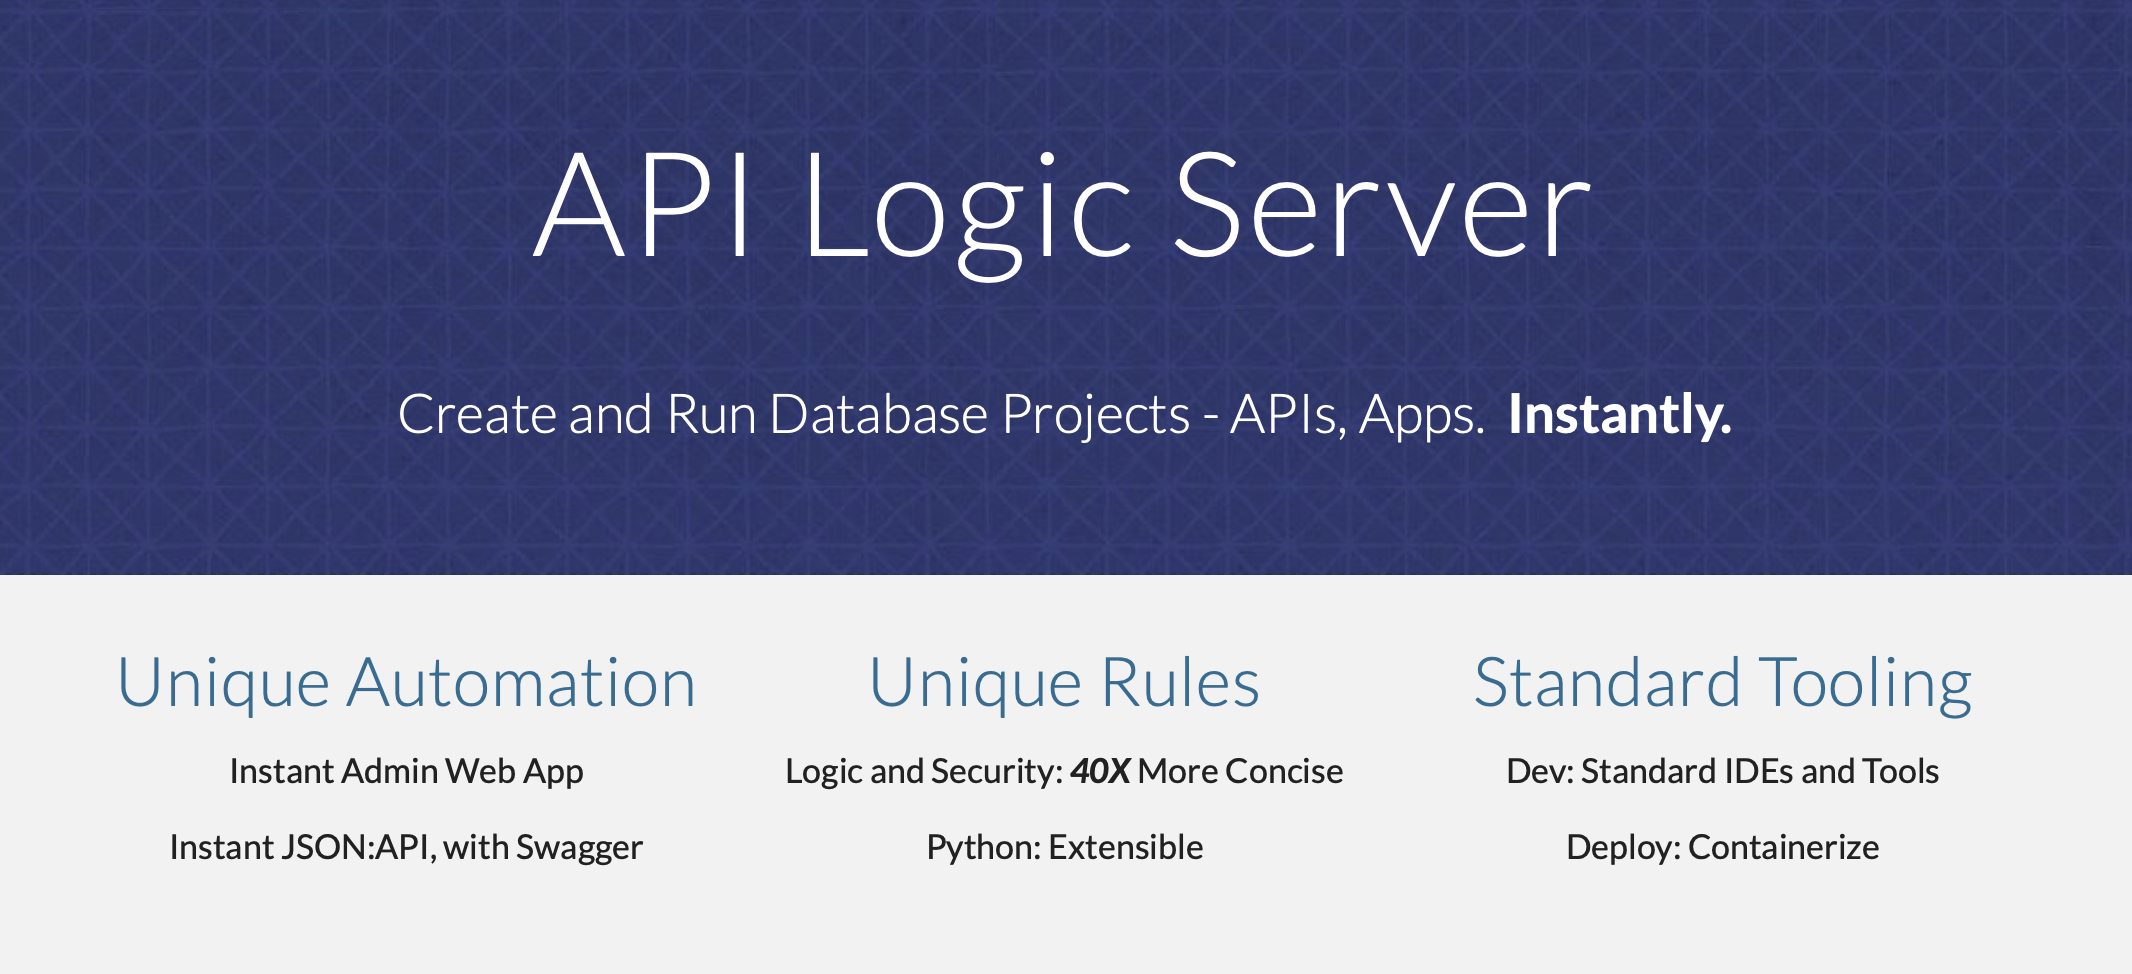 API Logic Server
Create and Run Database Projects - APIs, Apps. Instantly.
Unique Automation
Instant Admin Web App
Instant JSON:API, with Swagger
Unique Rules
Logic and Security: 40X More Concise
Python: Extensible
Standard Tooling
Dev: Standard IDEs and Tools
Deploy: Containerize